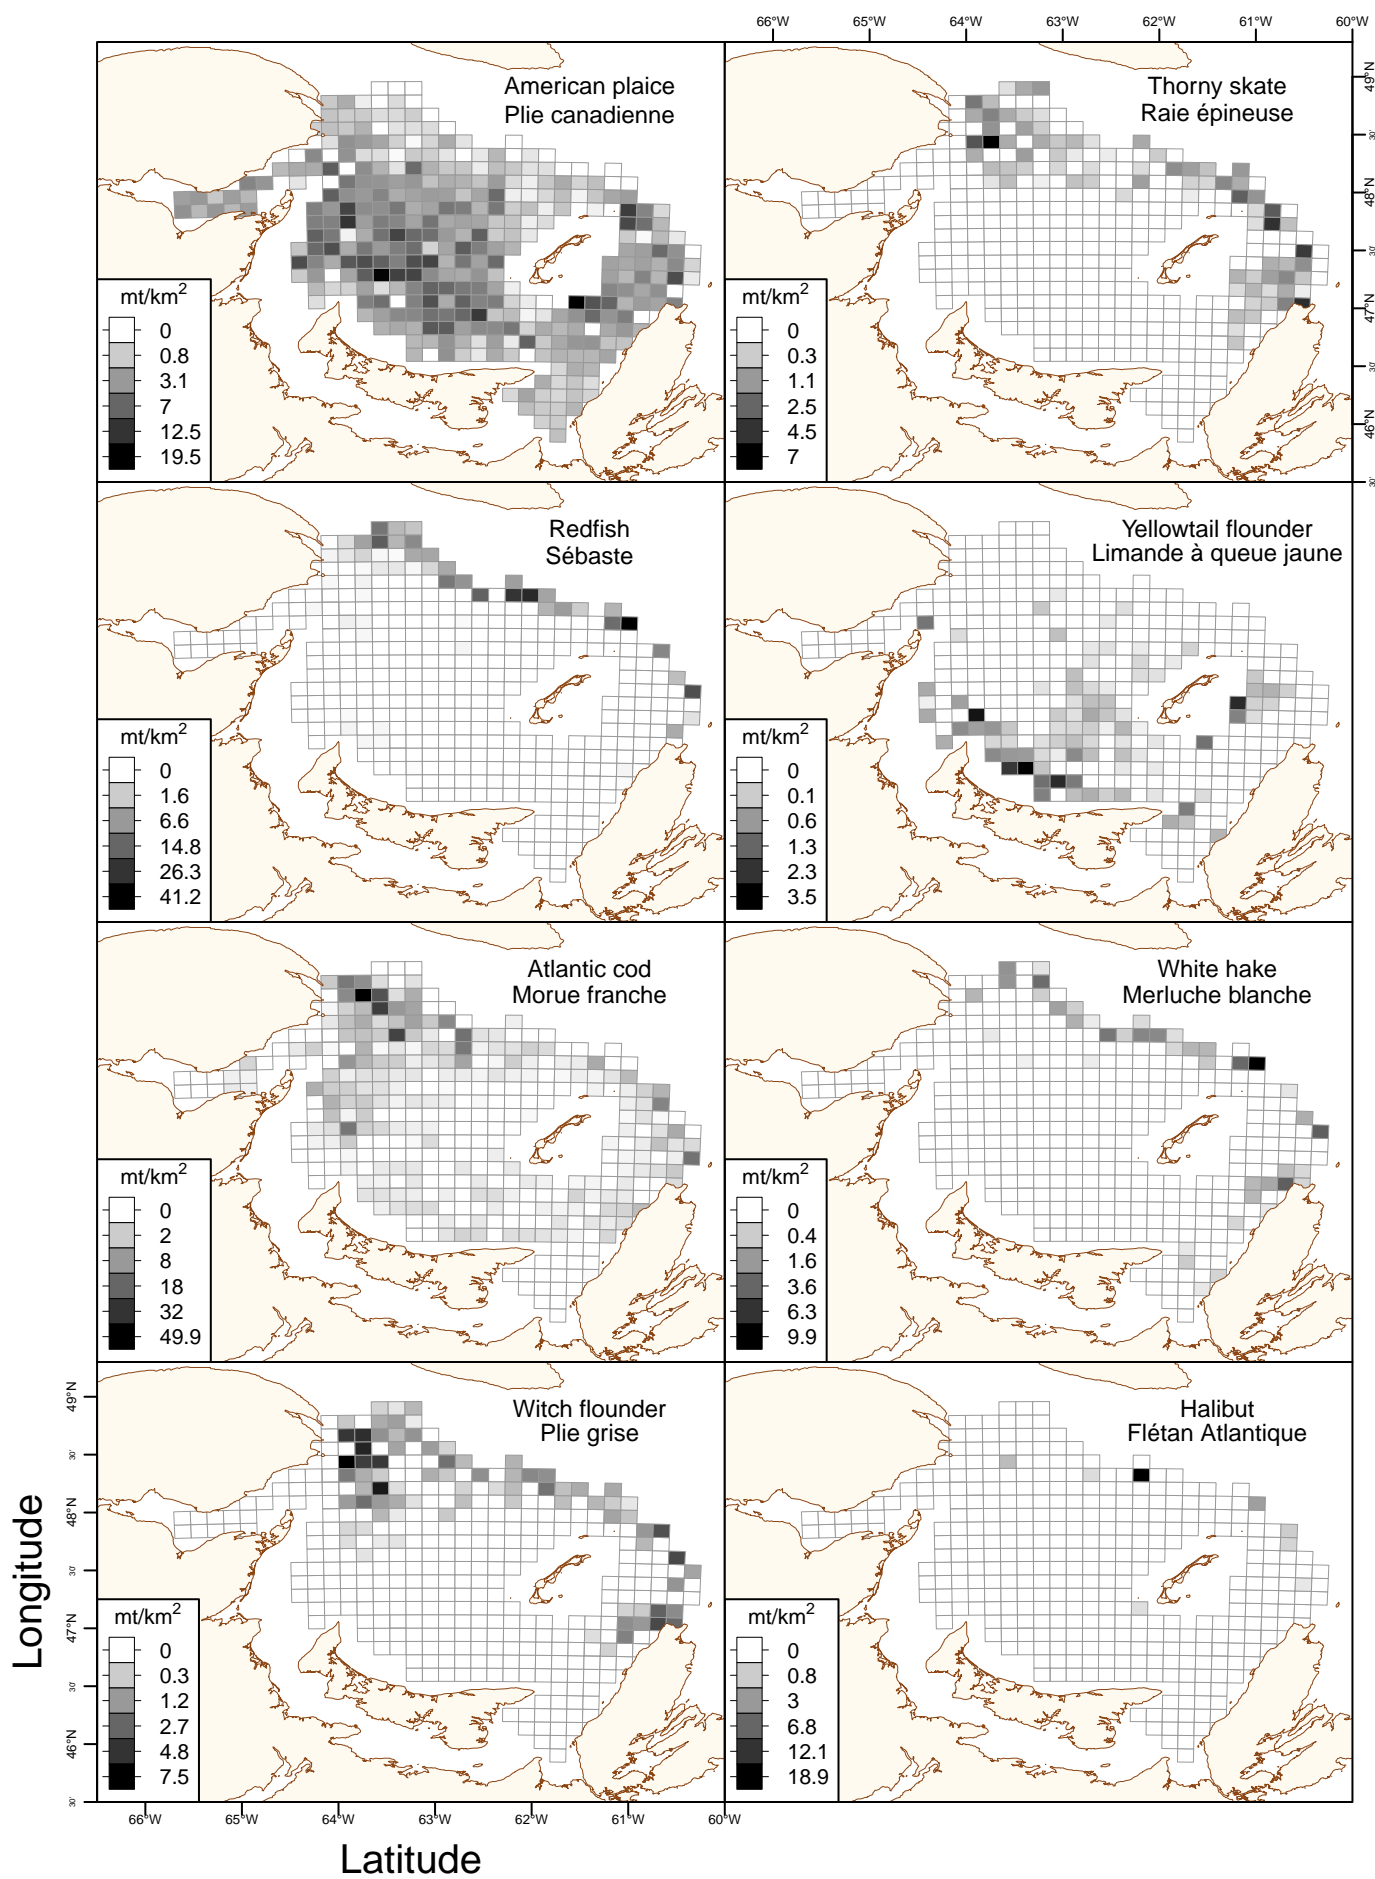 66°W
65°W
64°W
63°W
62°W
61°W
60°W
American plaice
Plie canadienne
mt/km2
0
0.8
3.1
7
12.5
19.5
Thorny skate
Raie épineuse
mt/km2
0
0.3
1.1
2.5
4.5
7
49°N
30'
48°N
30'
47°N
30'
46°N
30'
Redfish
Sébaste
mt/km2
0
1.6
6.6
14.8
26.3
41.2
Yellowtail flounder
Limande à queue jaune
mt/km2
0
0.1
0.6
1.3
2.3
3.5
Atlantic cod
Morue franche
mt/km2
0
2
8
18
32
49.9
White hake
Merluche blanche
mt/km2
0
0.4
1.6
3.6
6.3
9.9
Witch flounder
Plie grise
mt/km2
0
0.3
1.2
2.7
4.8
7.5
Halibut
Flétan Atlantique
mt/km2
0
0.8
3
6.8
12.1
18.9
49°N
30'
48°N
30'
47°N
30'
46°N
30'
Longitude
66°W
65°W
64°W
63°W
62°W
61°W
60°W
Latitude